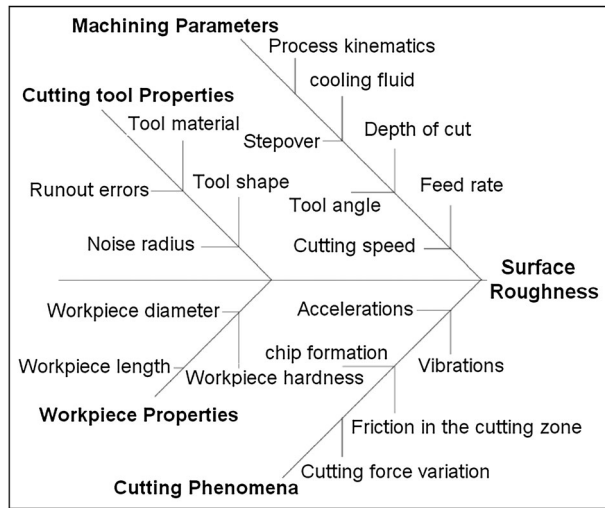 Machining Parameters
Process kinematics
cooling fluid
Cutting tool Properties
Tool material
Stepover
Depth of cut
Runout errors
Tool shape
Tool angle
Feed rate
Noise radius
Cutting speed
Surface
Roughness
Workpiece diameter
Accelerations
Workpiece length
Workpiece hardness
chip formation
Vibrations
Workpiece Properties
Friction in the cutting zone
Cutting force variation
Cutting Phenomena